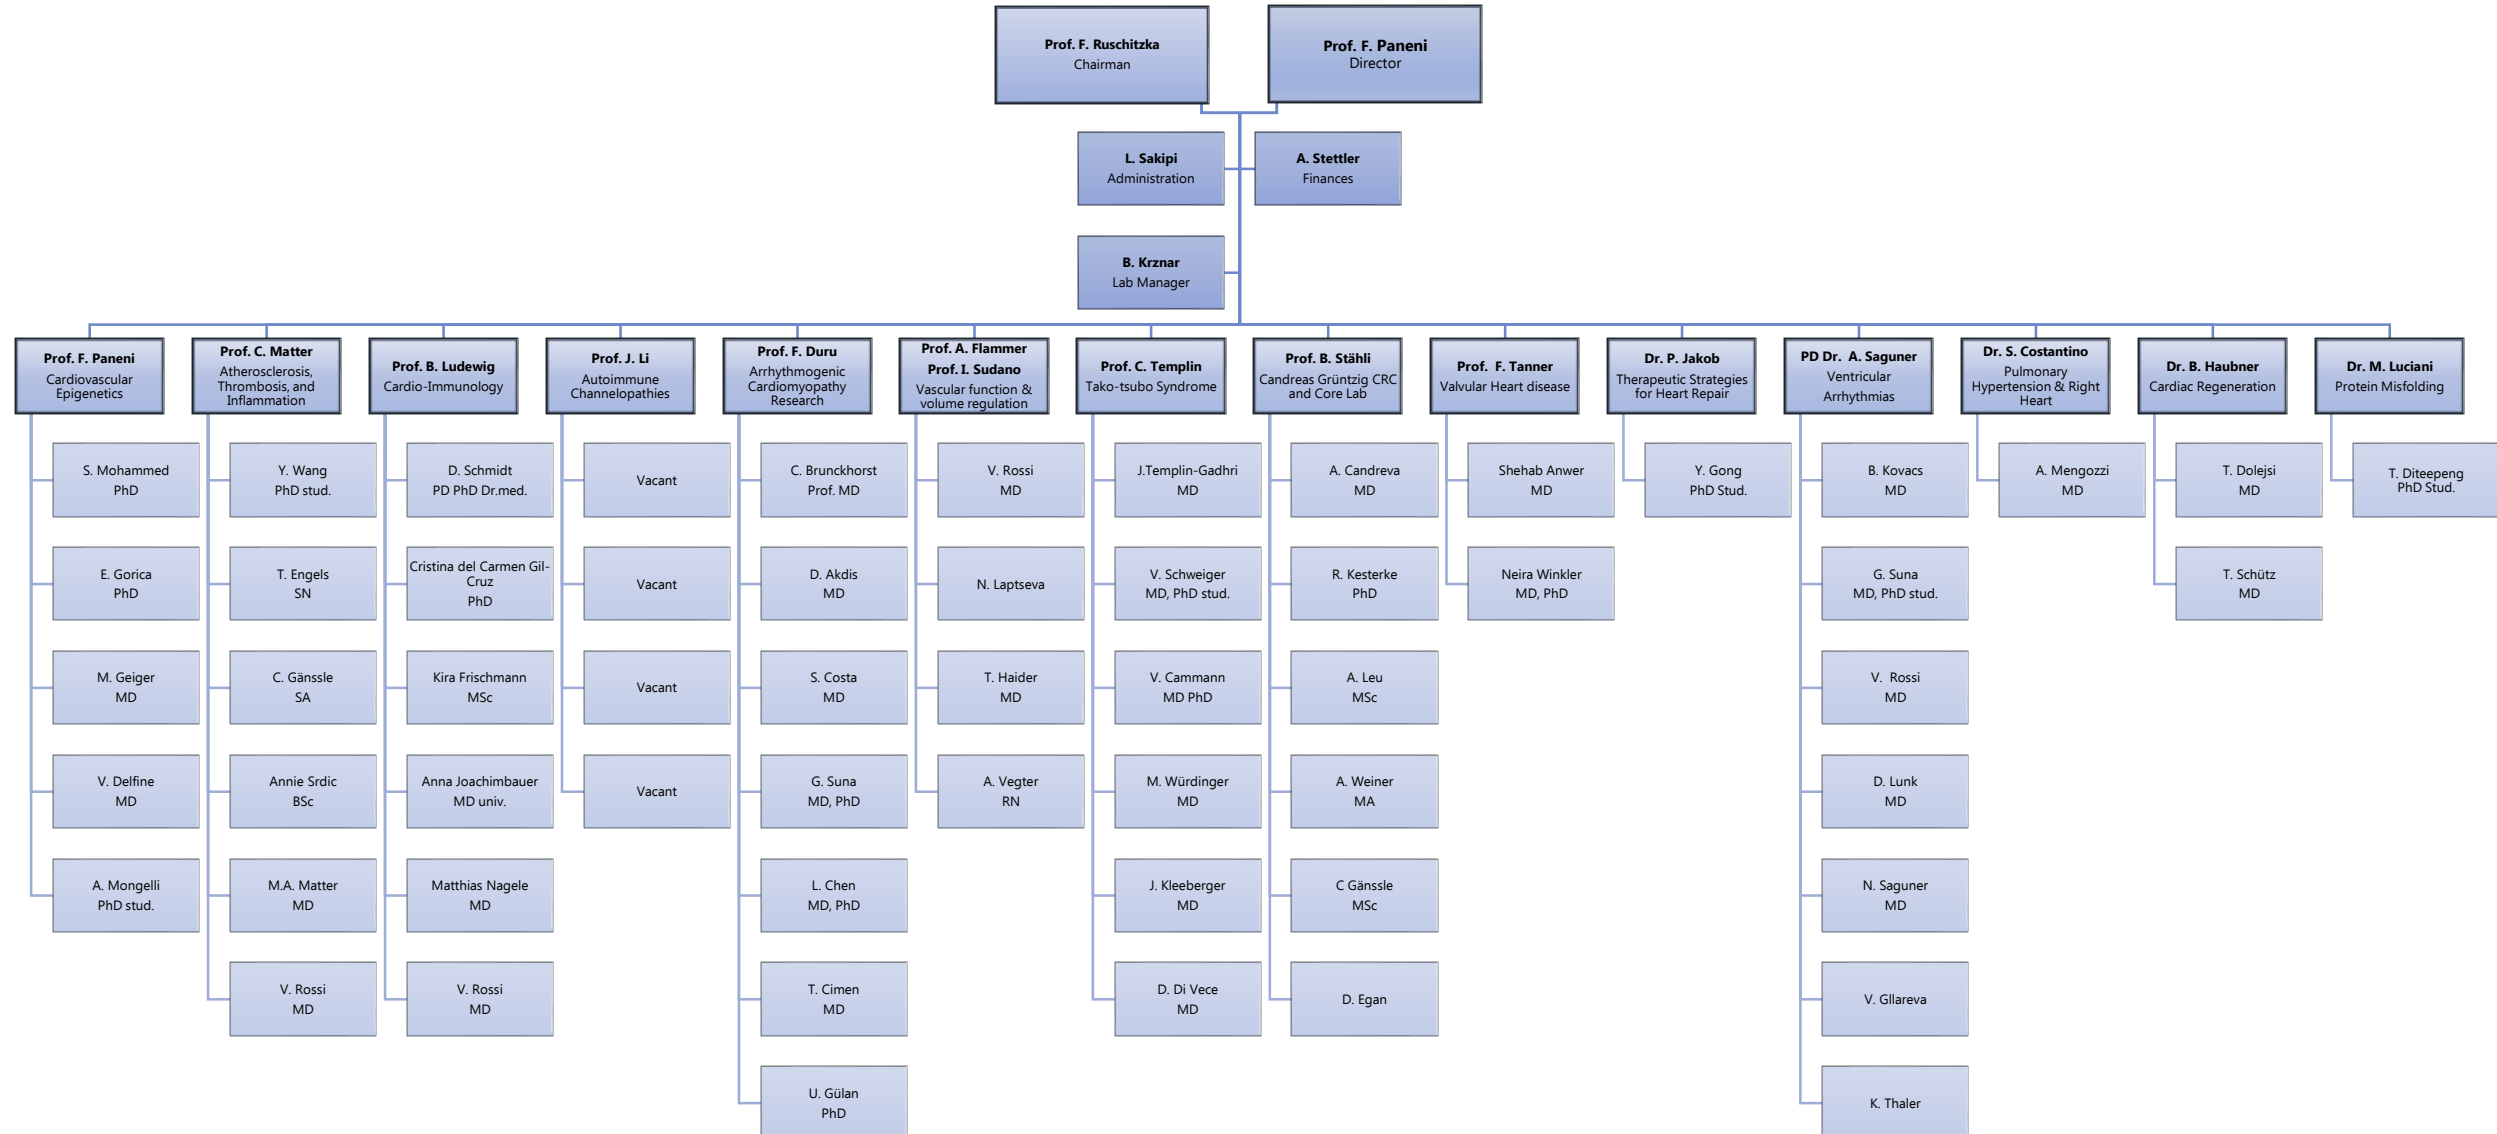 Prof. F. Ruschitzka
Chairman
Prof. F. Paneni
Director
L. Sakipi
Administration
A. Stettler
Finances
B. Krznar
Lab Manager
Prof. F. Paneni
Cardiovascular
Epigenetics
S. Mohammed
PhD
E. Gorica
PhD
M. Geiger
MD
V. Delfine
MD
A. Mongelli
PhD stud.
Prof. C. Matter
Atherosclerosis,
Thrombosis, and
Inflammation
Y. Wang
PhD stud.
T. Engels
SN
C. Gänssle
SA
Annie Srdic
BSc
M.A. Matter
MD
V. Rossi
MD
Prof. B. Ludewig
Cardio-Immunology
D. Schmidt
PD PhD Dr.med.
Cristina del Carmen Gil-
Cruz
PhD
Kira Frischmann
MSc
Anna Joachimbauer
MD univ.
Matthias Nagele
MD
V. Rossi
MD
Prof. J. Li
Autoimmune
Channelopathies
Vacant
Vacant
Vacant
Vacant
Prof. F. Duru
Arrhythmogenic
Cardiomyopathy
Research
C. Brunckhorst
Prof. MD
D. Akdis
MD
S. Costa
MD
G. Suna
MD, PhD
L. Chen
MD, PhD
T. Cimen
MD
U. Gülan
PhD
Prof. A. Flammer
Prof. I. Sudano
Vascular function &
volume regulation
V. Rossi
MD
N. Laptseva
T. Haider
MD
A. Vegter
RN
Prof. C. Templin
Tako-tsubo Syndrome
J.Templin-Gadhri
MD
V. Schweiger
MD, PhD stud.
V. Cammann
MD PhD
M. Würdinger
MD
J. Kleeberger
MD
D. Di Vece
MD
Prof. B. Stähli
Candreas Grüntzig CRC
and Core Lab
A. Candreva
MD
R. Kesterke
PhD
A. Leu
MSc
A. Weiner
MA
C Gänssle
MSc
D. Egan
Prof. F. Tanner
Valvular Heart disease
Shehab Anwer
MD
Neira Winkler
MD, PhD
Dr. P. Jakob
Therapeutic Strategies
for Heart Repair
Y. Gong
PhD Stud.
PD Dr. A. Saguner
Ventricular
Arrhythmias
B. Kovacs
MD
G. Suna
MD, PhD stud.
V. Rossi
MD
D. Lunk
MD
N. Saguner
MD
V. Gllareva
K. Thaler
Dr. S. Costantino
Pulmonary
Hypertension & Right
Heart
A. Mengozzi
MD
Dr. B. Haubner
Cardiac Regeneration
T. Dolejsi
MD
T. Schütz
MD
Dr. M. Luciani
Protein Misfolding
T. Diteepeng
PhD Stud.